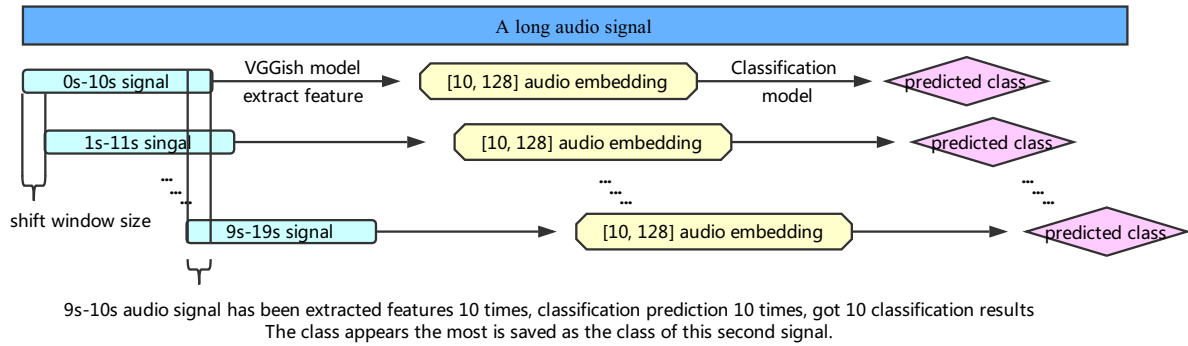 A long audio signal
0s-10s signal
VGGish model
extract feature
[10, 128] audio embedding
Classification
model
predicted class
1s-11s singal
[10, 128] audio embedding
predicted class
...
...
...
...
...
...
...
...
...
shift window size
9s-19s signal
[10, 128] audio embedding
predicted class
9s-10s audio signal has been extracted features 10 times, classification prediction 10 times, got 10 classification results
The class appears the most is saved as the class of this second signal.